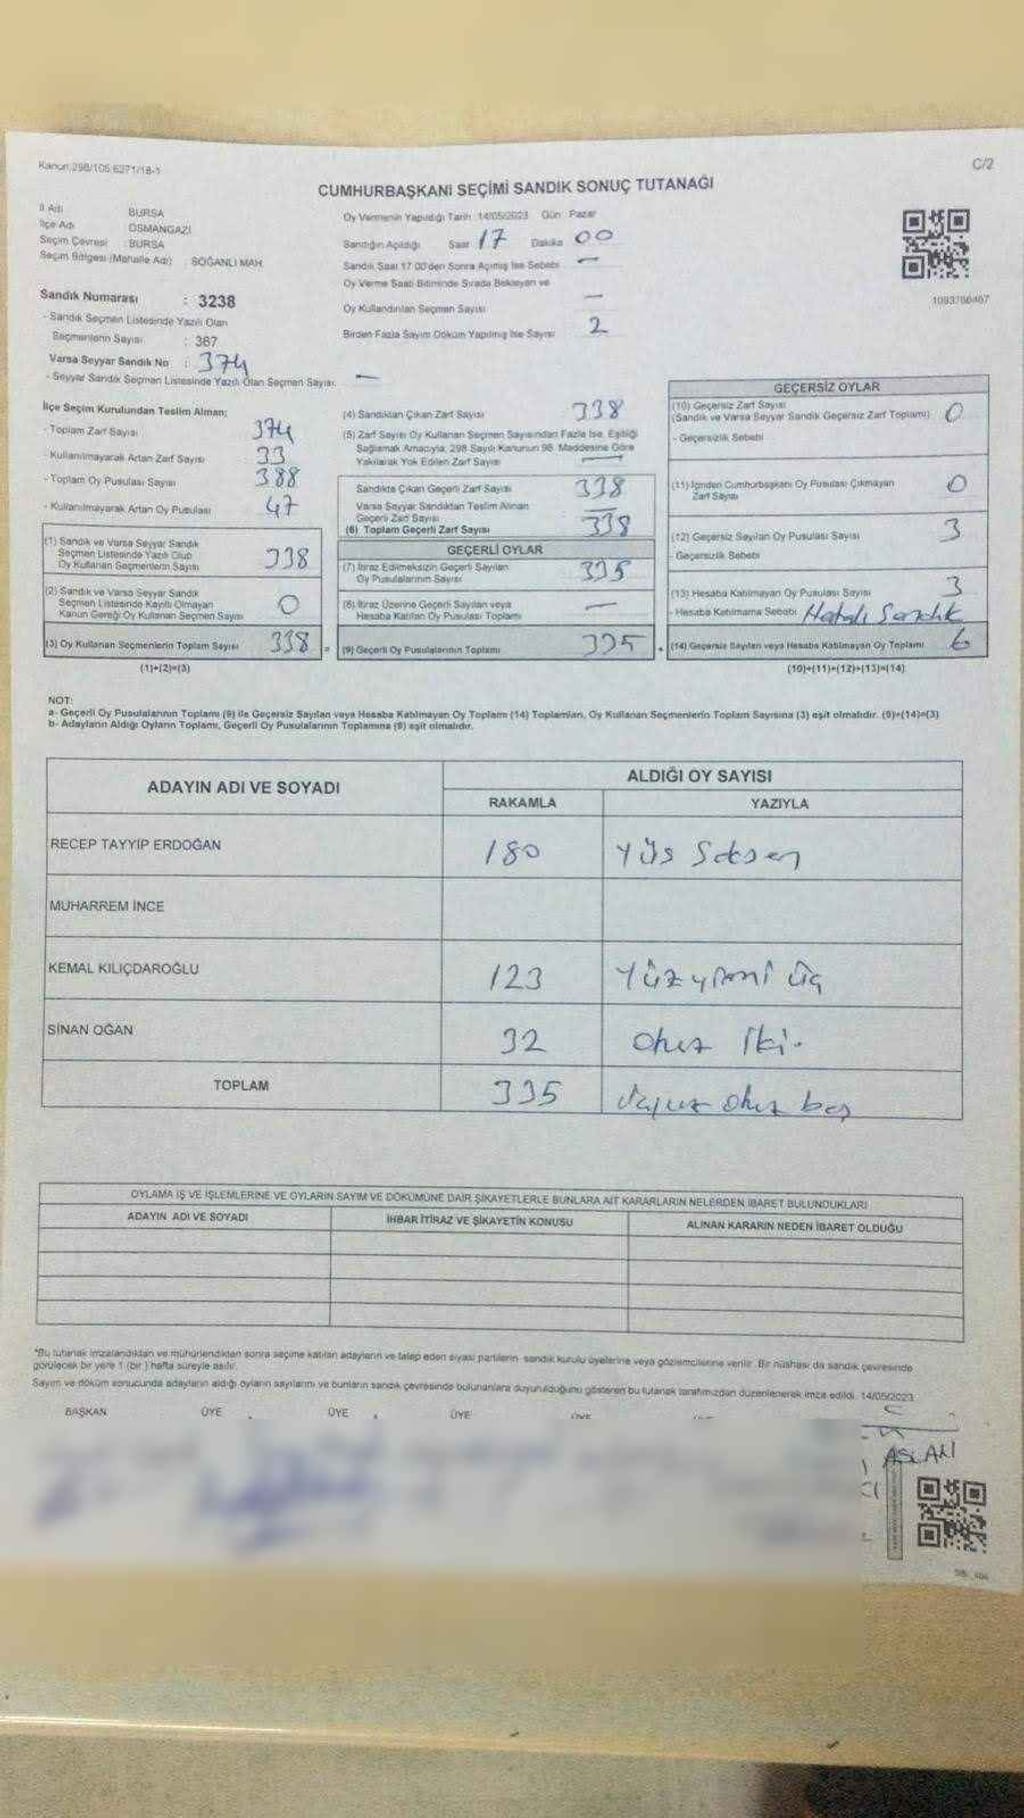 Kanun:298/105 6271/18-1
C/2
CUMHURBAŞKANI SEÇİMİ SANDIK SONUÇ TUTANAĞI
İl Adı BURSA
İlçe Adı OSMANGAZİ
Seçim Çevresi : BURSA
Seçim Bölgesi (Mahalle Adı) : SOĞANLI MAH.
Sandık Numarası : 3238
- Sandık Seçmen Listesinde Yazılı Olan
Seçmenlerin Sayısı : 367
Varsa Seyyar Sandık No : 374
- Seyyar Sandık Seçmen Listesinde Yazılı Olan Seçmen Sayısı: —
Oy Vermenin Yapıldığı Tarih :14/05/2023 Gün: Pazar
Sandığın Açıldığı Saat 17 Dakika 00
Sandık Saat 17.00'den Sonra Açılmış İse Sebebi —
Oy Verme Saati Bitiminde Sırada Bekleyen ve
Oy Kullandırılan Seçmen Sayısı —
Birden Fazla Sayım Döküm Yapılmış İse Sayısı 2
1093766467
İlçe Seçim Kurulundan Teslim Alınan;
- Toplam Zarf Sayısı 374
- Kullanılmayarak Artan Zarf Sayısı 33
- Toplam Oy Pusulası Sayısı 388
- Kullanılmayarak Artan Oy Pusulası 47
(1) Sandık ve Varsa Seyyar Sandık
Seçmen Listesinde Yazılı Olup
Oy Kullanan Seçmenlerin Sayısı 338
(2) Sandık ve Varsa Seyyar Sandık
Seçmen Listesinde Kayıtlı Olmayan
Kanun Gereği Oy Kullanan Seçmen Sayısı 0
(3) Oy Kullanan Seçmenlerin Toplam Sayısı 338 =
(1)+(2)=(3)
(4) Sandıktan Çıkan Zarf Sayısı 338
(5) Zarf Sayısı Oy Kullanan Seçmen Sayısından Fazla İse, Eşitliği
Sağlamak Amacıyla, 298 Sayılı Kanunun 98. Maddesine Göre
Yakılarak Yok Edilen Zarf Sayısı —
Sandıkta Çıkan Geçerli Zarf Sayısı 338
Varsa Seyyar Sandıktan Teslim Alınan
Geçerli Zarf Sayısı —
(6) Toplam Geçerli Zarf Sayısı 338
GEÇERLİ OYLAR
(7) İtiraz Edilmeksizin Geçerli Sayılan
Oy Pusulalarının Sayısı 335
(8) İtiraz Üzerine Geçerli Sayılan veya
Hesaba Katılan Oy Pusulası Toplamı —
(9) Geçerli Oy Pusulalarının Toplamı 335 +
GEÇERSİZ OYLAR
(10) Geçersiz Zarf Sayısı
(Sandık ve Varsa Seyyar Sandık Geçersiz Zarf Toplamı) 0
- Geçersizlik Sebebi
(11) İçinden Cumhurbaşkanı Oy Pusulası Çıkmayan
Zarf Sayısı 0
(12) Geçersiz Sayılan Oy Pusulası Sayısı 3
- Geçersizlik Sebebi
(13) Hesaba Katılmayan Oy Pusulası Sayısı 3
- Hesaba Katılmama Sebebi Hatalı Sandık
(14) Geçersiz Sayılan veya Hesaba Katılmayan Oy Toplamı 6
(10)+(11)+(12)+(13)=(14)
NOT:
a- Geçerli Oy Pusulalarının Toplamı (9) ile Geçersiz Sayılan veya Hesaba Katılmayan Oy Toplamı (14) Toplamları, Oy Kullanan Seçmenlerin Toplam Sayısına (3) eşit olmalıdır. (9)+(14)=(3)
b- Adayların Aldığı Oyların Toplamı, Geçerli Oy Pusulalarının Toplamına (9) eşit olmalıdır.
ADAYIN ADI VE SOYADI
ALDIĞI OY SAYISI
RAKAMLA YAZIYLA
RECEP TAYYİP ERDOĞAN 180 Yüs Seksen
MUHARREM İNCE
KEMAL KILIÇDAROĞLU 123 Yüzyirmi üç
SİNAN OĞAN 32 Otuz iki.
TOPLAM 335 üçyüz otuz beş
OYLAMA İŞ VE İŞLEMLERİNE VE OYLARIN SAYIM VE DÖKÜMÜNE DAİR ŞİKAYETLERLE BUNLARA AİT KARARLARIN NELERDEN İBARET BULUNDUKLARI
ADAYIN ADI VE SOYADI İHBAR İTİRAZ VE ŞİKAYETİN KONUSU ALINAN KARARIN NEDEN İBARET OLDUĞU
*Bu tutanak imzalandıktan ve mühürlendikten sonra seçime katılan adayların ve talep eden siyasi partilerin sandık kurulu üyelerine veya gözlemcilerine verilir. Bir nüshası da sandık çevresinde
görülecek bir yere 1 (bir ) hafta süreyle asılır.
Sayım ve döküm sonucunda adayların aldığı oyların sayılarını ve bunların sandık çevresinde bulunanlara duyurulduğunu gösteren bu tutanak tarafımızdan düzenlenerek imza edildi. 14/05/2023
BAŞKAN ÜYE ÜYE ÜYE ÜYE
ASLAN